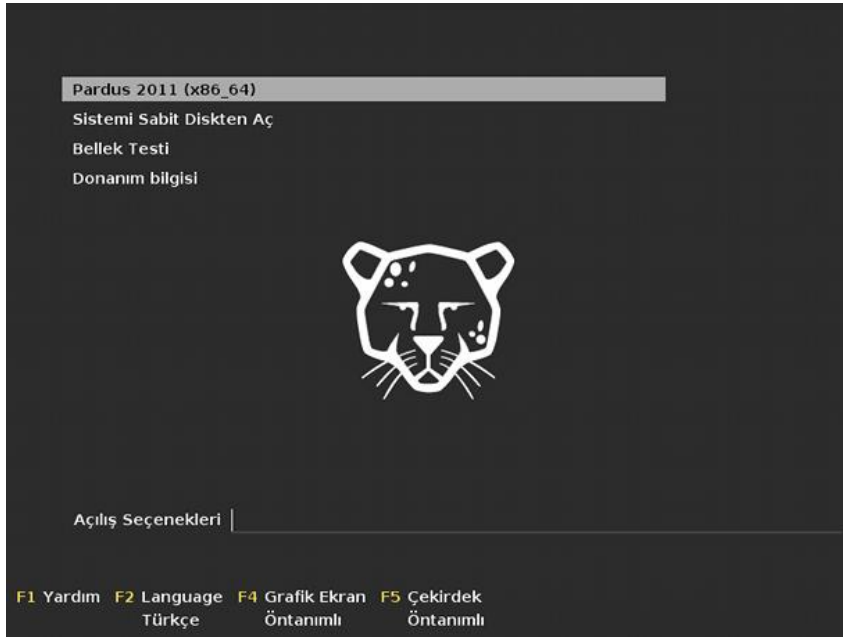 Pardus 2011 (x86_64)
Sistemi Sabit Diskten Aç
Bellek Testi
Donanım bilgisi
Açılış Seçenekleri
F1 Yardım F2 Language F4 Grafik Ekran F5 Çekirdek
Türkçe Öntanımlı Öntanımlı